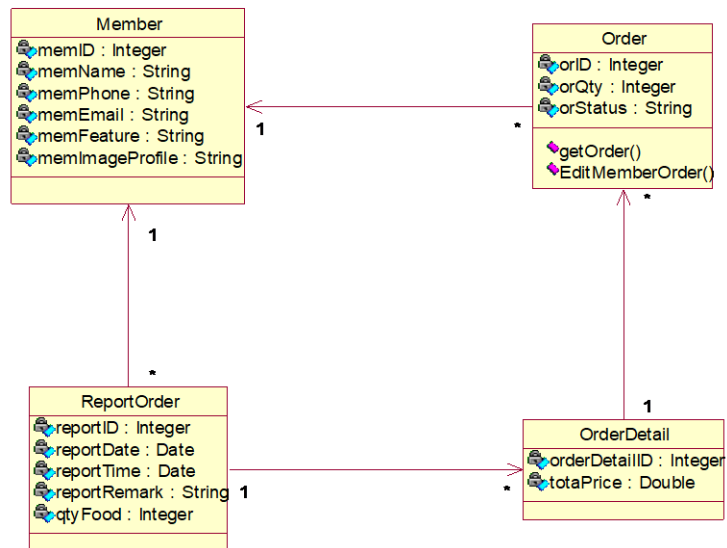 Member
memID : Integer
memName : String
memPhone : String
memEmail : String
memFeature : String
memImageProfile : String
Order
orID : Integer
orQty : Integer
orStatus : String
getOrder()
EditMemberOrder()
1
*
*
1
*
1
ReportOrder
reportID : Integer
reportDate : Date
reportTime : Date
reportRemark : String
qtyFood : Integer
1
*
OrderDetail
orderDetailID : Integer
totaPrice : Double